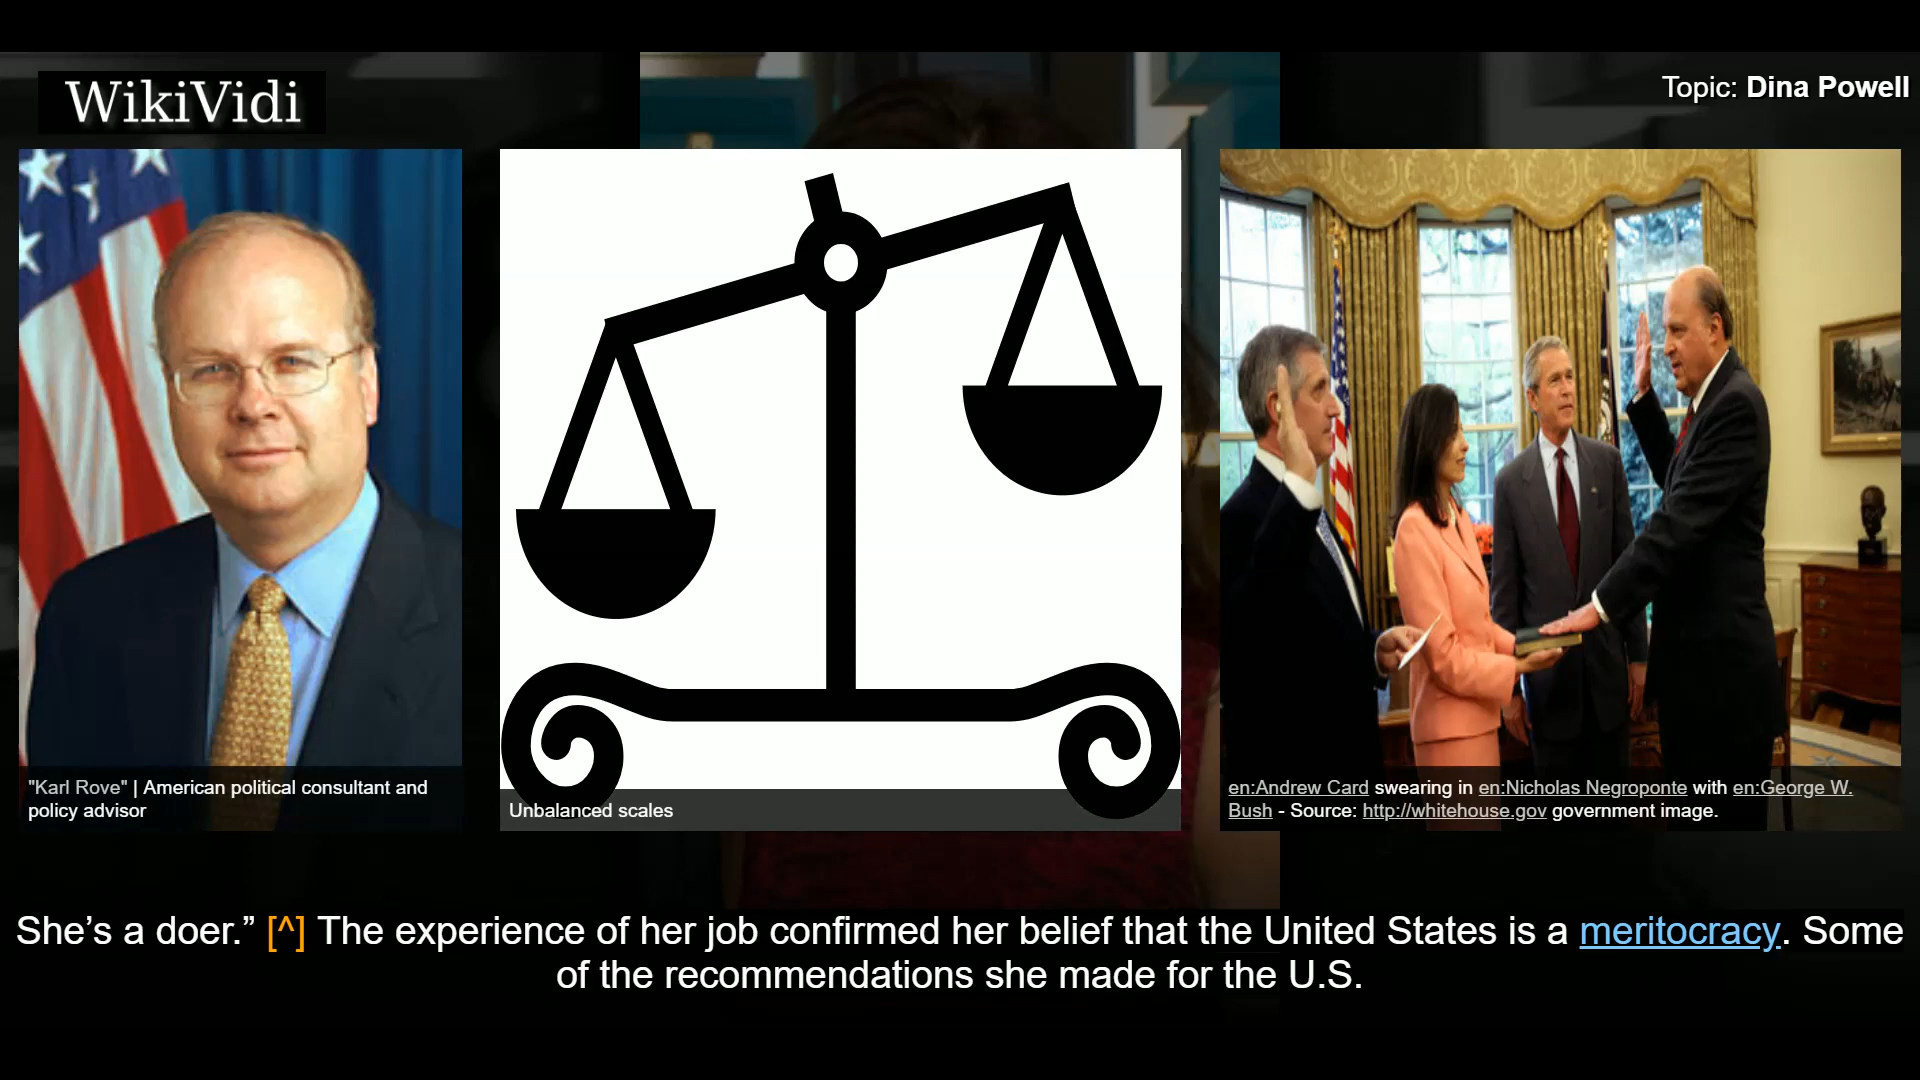 WikiVidi
Topic: Dina Powell
"Karl Rove" | American political consultant and
policy advisor
Unbalanced scales
en:Andrew Card swearing in en:Nicholas Negroponte with en:George W.
Bush - Source: http://whitehouse.gov government image.
She’s a doer.” [^] The experience of her job confirmed her belief that the United States is a meritocracy. Some
of the recommendations she made for the U.S.